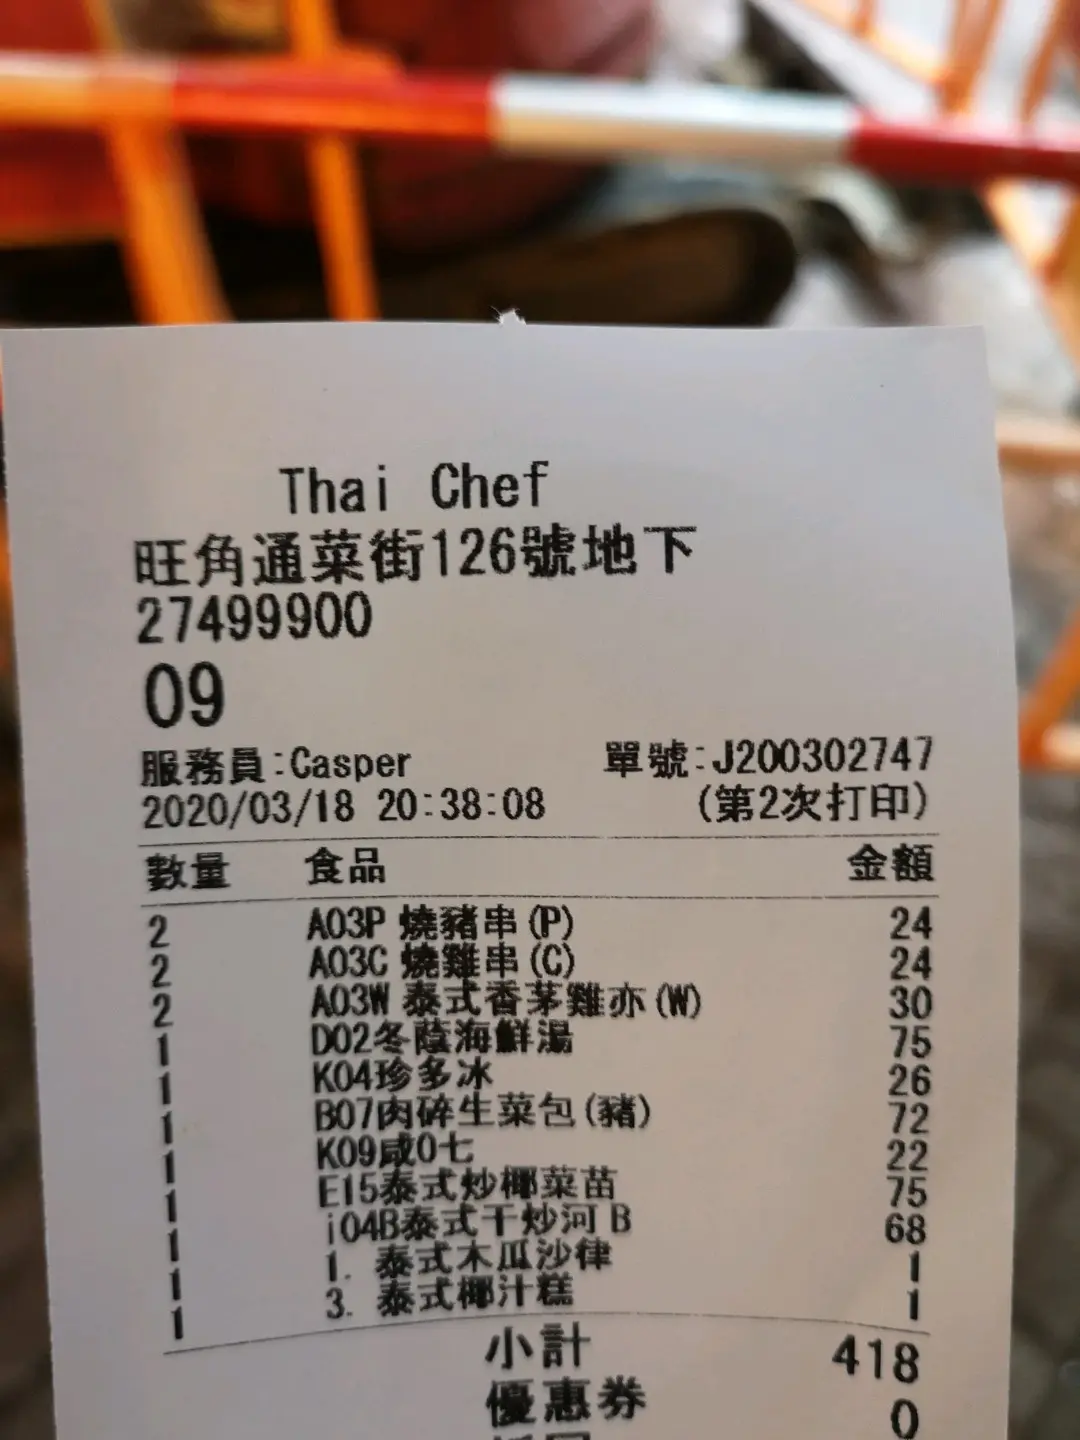 Thai Chef
旺角通菜街126號地下
27499900
09
服務員:Casper 單號:J200302747
2020/03/18 20:38:08 (第2次打印)
數量 食品 金額
2 A03P 燒豬串(P) 24
2 A03C 燒雞串(C) 24
2 A03W 泰式香茅雞亦(W) 30
1 D02冬蔭海鮮湯 75
1 K04珍多冰 26
1 B07肉碎生菜包(豬) 72
1 K09咸0七 22
1 E15泰式炒椰菜苗 75
1 i04B泰式干炒河 B 68
1 1. 泰式木瓜沙律 1
1 3. 泰式椰汁糕 1
小計 418
優惠券 0